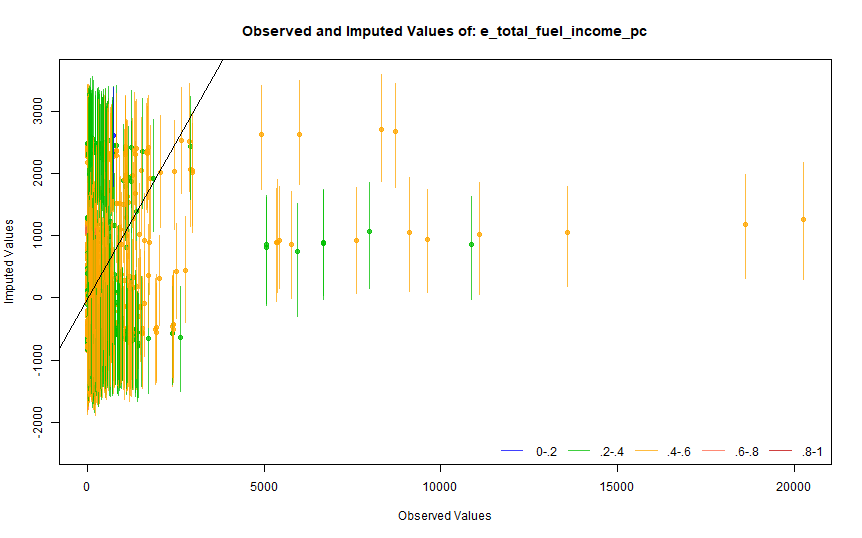 Observed and Imputed Values of: e_total_fuel_income_pc
Imputed Values
3000
2000
1000
0
-1000
-2000
0-.2 .2-.4 .4-.6 .6-.8 .8-1
0 5000 10000 15000 20000
Observed Values